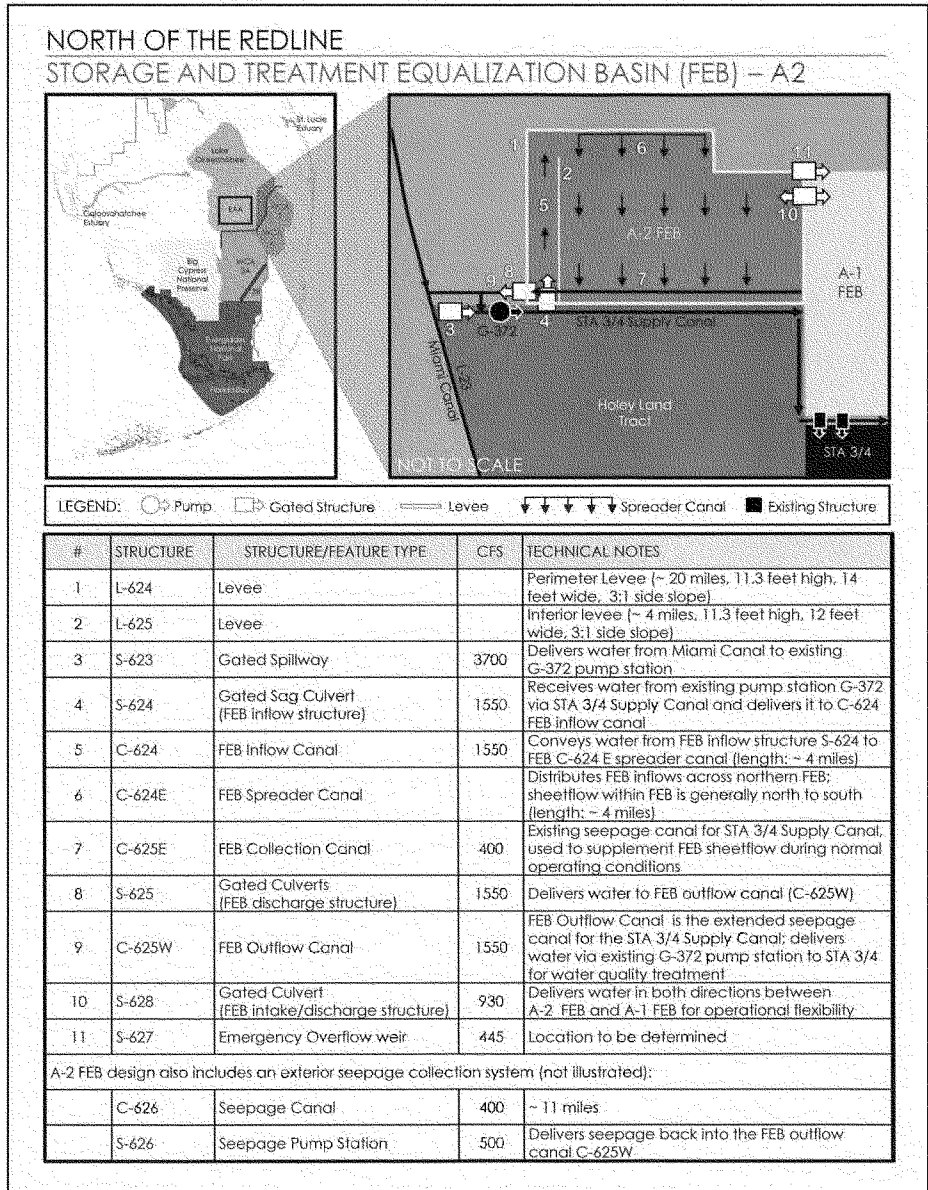 NORTH OF THE REDLINE
STORAGE AND TREATMENT EQUALIZATION BASIN (FEB) – A2
St. Lucie
Estuary
Lake
Okeechobee
Caloosahatchee
Estuary
EAA
Big
Cypress
National
Preserve
WCA
3A
Everglades
National
Park
Florida Bay
1
6
2
5
11
10
A-2 FEB
A-1
FEB
9
8
7
3
G-372
4
STA 3/4 Supply Canal
L-23
Miami Canal
Holey Land
Tract
STA 3/4
NOT TO SCALE
LEGEND: Pump Gated Structure Levee Spreader Canal Existing Structure
# STRUCTURE STRUCTURE/FEATURE TYPE CFS TECHNICAL NOTES
1 L-624 Levee Perimeter Levee (~ 20 miles, 11.3 feet high, 14
feet wide, 3:1 side slope)
2 L-625 Levee Interior levee (~ 4 miles, 11.3 feet high, 12 feet
wide, 3:1 side slope)
3 S-623 Gated Spillway 3700 Delivers water from Miami Canal to existing
G-372 pump station
4 S-624 Gated Sag Culvert
(FEB inflow structure) 1550 Receives water from existing pump station G-372
via STA 3/4 Supply Canal and delivers it to C-624
FEB inflow canal
5 C-624 FEB Inflow Canal 1550 Conveys water from FEB inflow structure S-624 to
FEB C-624 E spreader canal (length: ~ 4 miles)
6 C-624E FEB Spreader Canal Distributes FEB inflows across northern FEB;
sheetflow within FEB is generally north to south
(length: ~ 4 miles)
7 C-625E FEB Collection Canal 400 Existing seepage canal for STA 3/4 Supply Canal,
used to supplement FEB sheetflow during normal
operating conditions
8 S-625 Gated Culverts
(FEB discharge structure) 1550 Delivers water to FEB outflow canal (C-625W)
9 C-625W FEB Outflow Canal 1550 FEB Outflow Canal is the extended seepage
canal for the STA 3/4 Supply Canal; delivers
water via existing G-372 pump station to STA 3/4
for water quality treatment
10 S-628 Gated Culvert
(FEB intake/discharge structure) 930 Delivers water in both directions between
A-2 FEB and A-1 FEB for operational flexibility
11 S-627 Emergency Overflow weir 445 Location to be determined
A-2 FEB design also includes an exterior seepage collection system (not illustrated):
C-626 Seepage Canal 400 ~ 11 miles
S-626 Seepage Pump Station 500 Delivers seepage back into the FEB outflow
canal C-625W